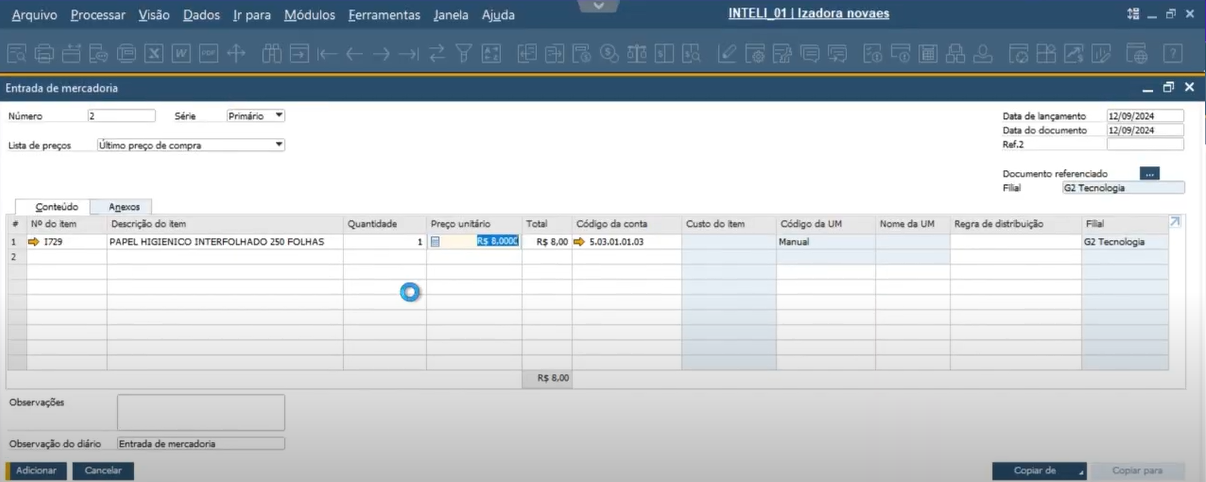 Arquivo Processar Visão Dados Ir para Módulos Ferramentas Janela Ajuda INTELI_01 | Izadora novaes
Entrada de mercadoria
Número 2 Série Primário Data de lançamento 12/09/2024
Data do documento 12/09/2024
Lista de preços Último preço de compra Ref.2
Documento referenciado ...
Filial G2 Tecnologia
Conteúdo Anexos
# Nº do item Descrição do item Quantidade Preço unitário Total Código da conta Custo do item Código da UM Nome da UM Regra de distribuição Filial
1 I729 PAPEL HIGIENICO INTERFOLHADO 250 FOLHAS 1 R$ 8,0000 R$ 8,00 5.03.01.01.03 Manual G2 Tecnologia
2
R$ 8,00
Observações
Observação do diário Entrada de mercadoria
Adicionar Cancelar Copiar de Copiar para